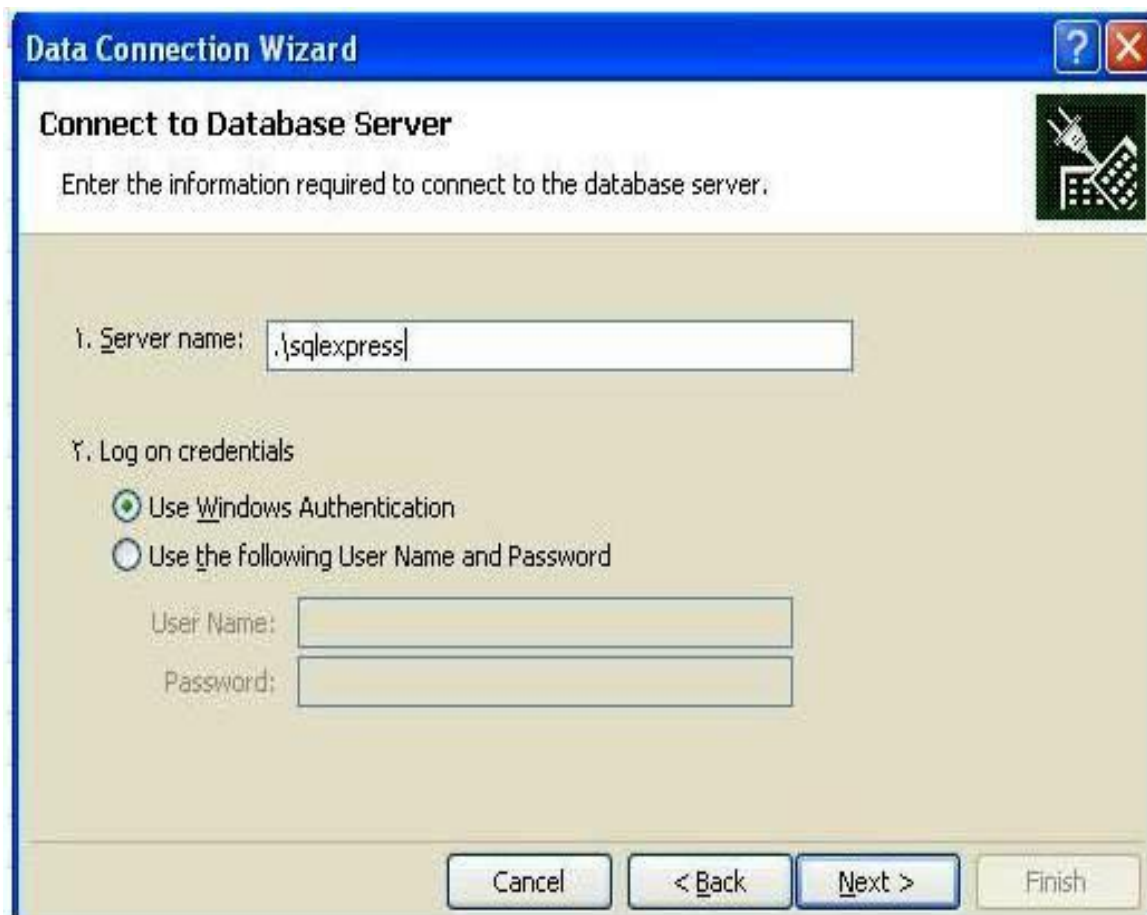 Data Connection Wizard
Connect to Database Server
Enter the information required to connect to the database server.
۱. Server name: .\sqlexpress
۲. Log on credentials
Use Windows Authentication
Use the following User Name and Password
User Name:
Password:
Cancel < Back Next > Finish